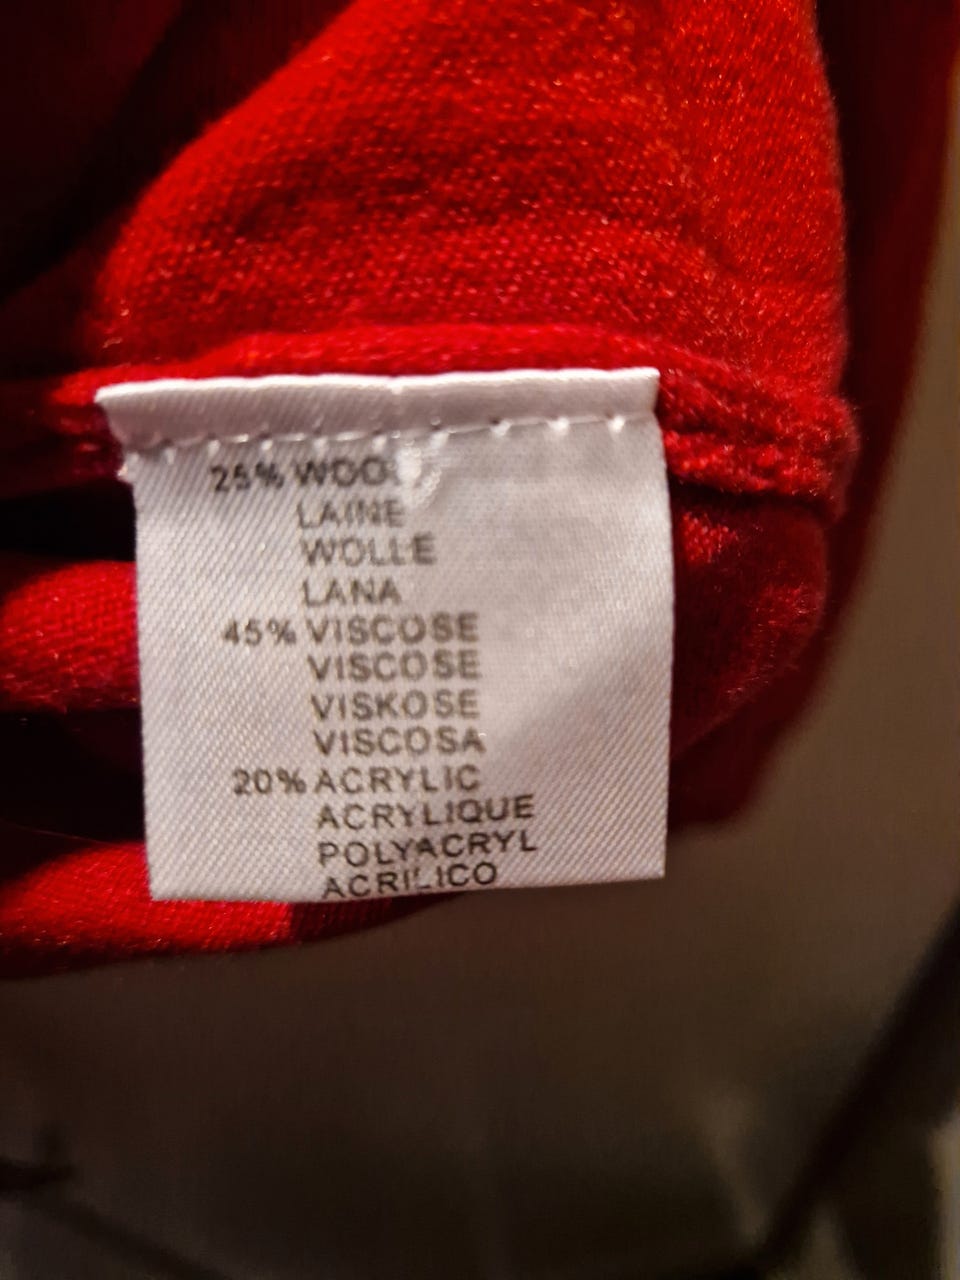 25% WOOL
LAINE
WOLLE
LANA
45% VISCOSE
VISCOSE
VISKOSE
VISCOSA
20% ACRYLIC
ACRYLIQUE
POLYACRYL
ACRILICO